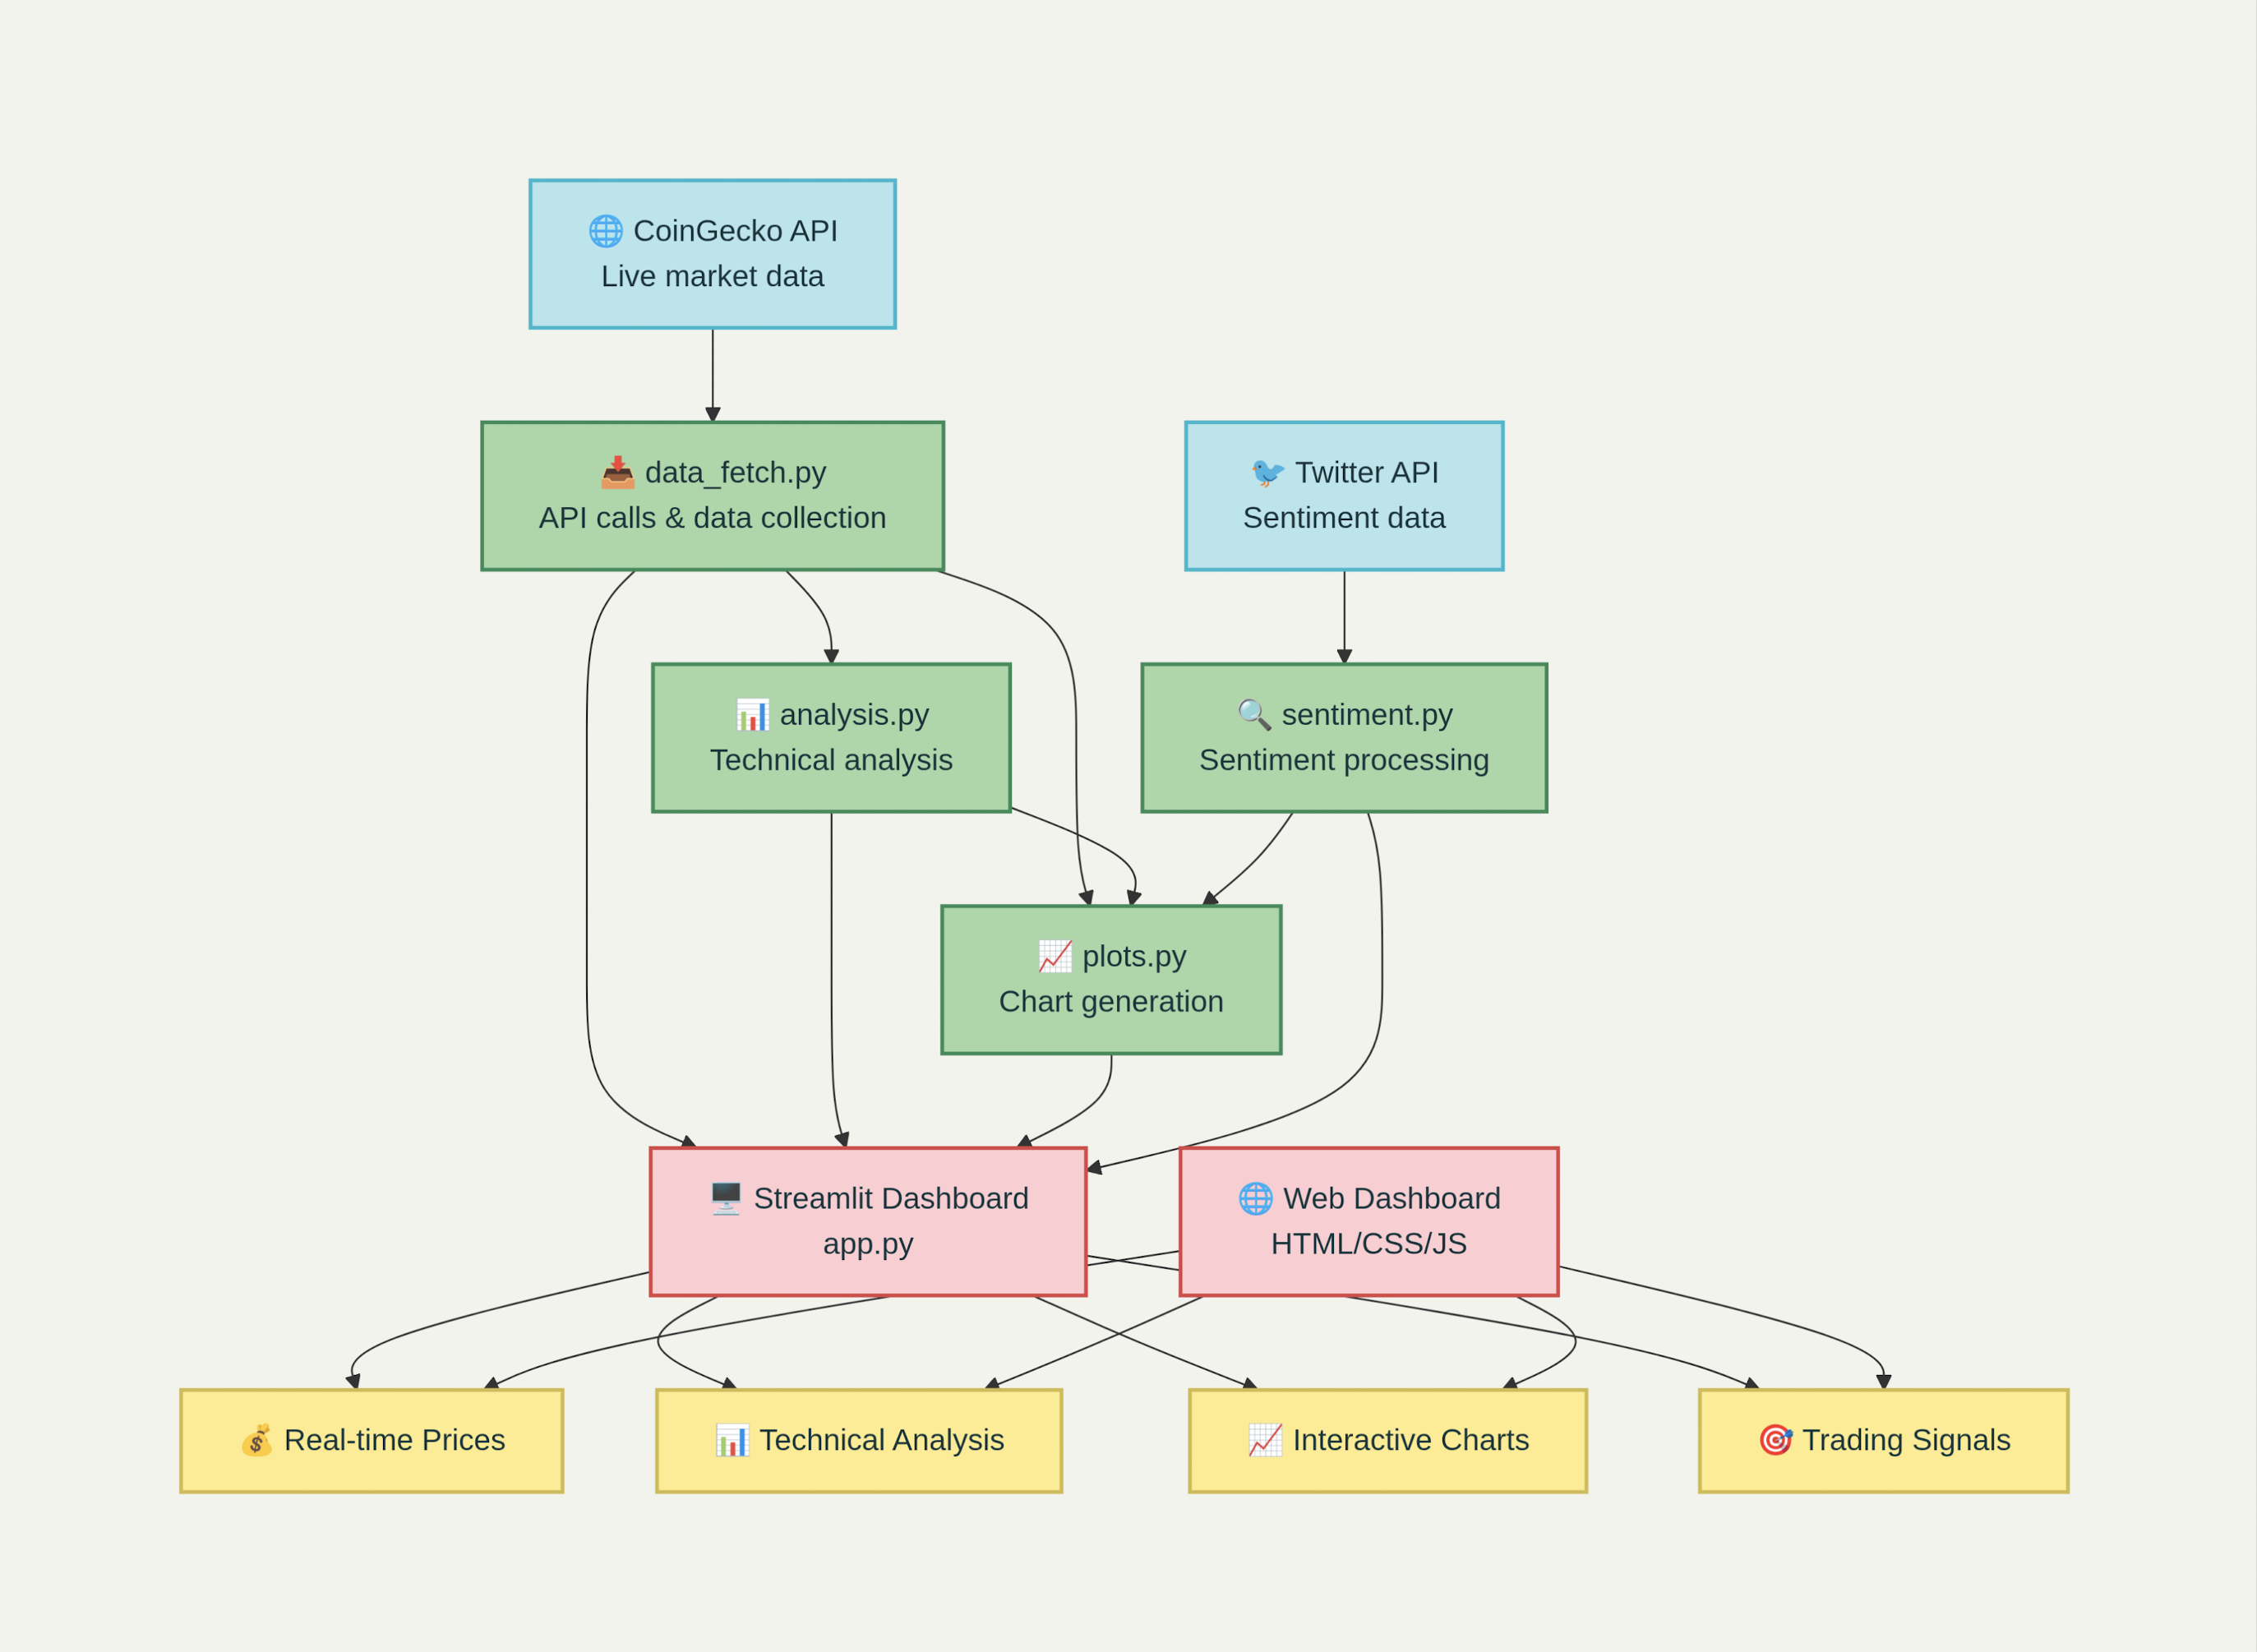 🌐 CoinGecko API
Live market data
📥 data_fetch.py
API calls & data collection
🐦 Twitter API
Sentiment data
📊 analysis.py
Technical analysis
🔍 sentiment.py
Sentiment processing
📈 plots.py
Chart generation
🖥️ Streamlit Dashboard
app.py
🌐 Web Dashboard
HTML/CSS/JS
💰 Real-time Prices
📊 Technical Analysis
📈 Interactive Charts
🎯 Trading Signals